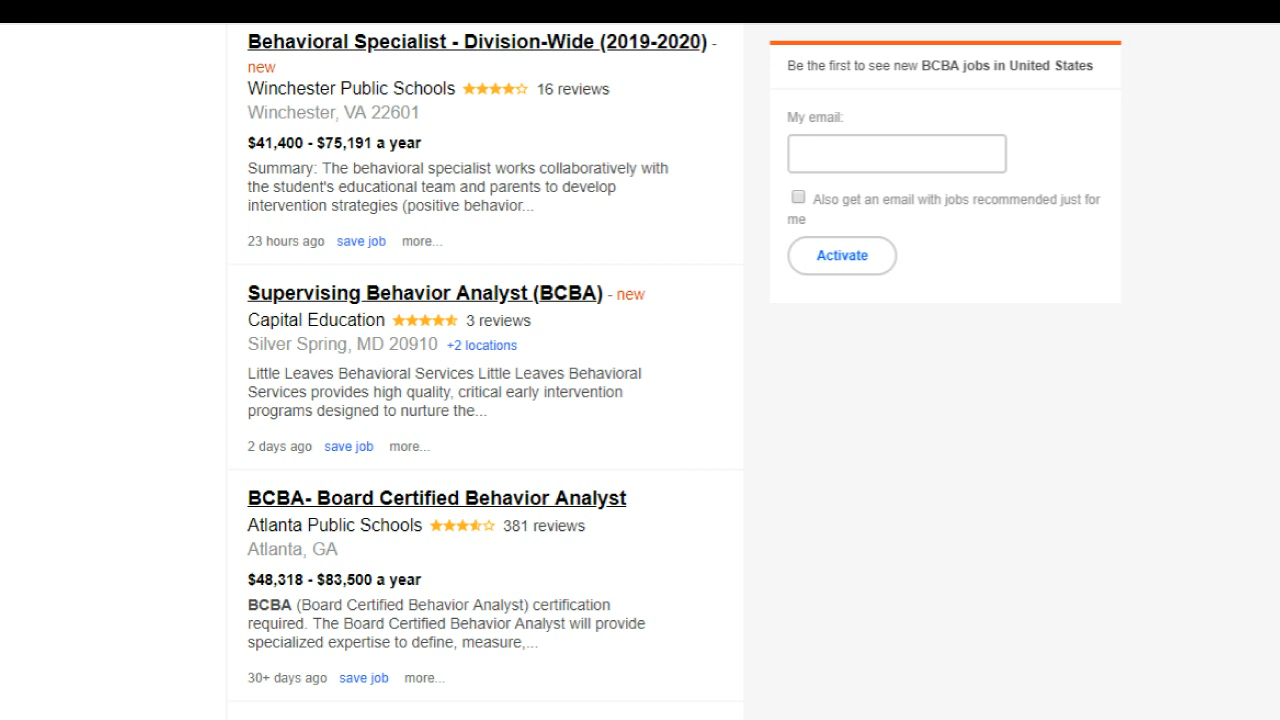 Behavioral Specialist - Division-Wide (2019-2020) -
new
Winchester Public Schools 16 reviews
Winchester, VA 22601
$41,400 - $75,191 a year
Summary: The behavioral specialist works collaboratively with
the student's educational team and parents to develop
intervention strategies (positive behavior...
23 hours ago save job more...
Supervising Behavior Analyst (BCBA) - new
Capital Education 3 reviews
Silver Spring, MD 20910 +2 locations
Little Leaves Behavioral Services Little Leaves Behavioral
Services provides high quality, critical early intervention
programs designed to nurture the...
2 days ago save job more...
BCBA- Board Certified Behavior Analyst
Atlanta Public Schools 381 reviews
Atlanta, GA
$48,318 - $83,500 a year
BCBA (Board Certified Behavior Analyst) certification
required. The Board Certified Behavior Analyst will provide
specialized expertise to define, measure,...
30+ days ago save job more...
Be the first to see new BCBA jobs in United States
My email:
Also get an email with jobs recommended just for
me
Activate